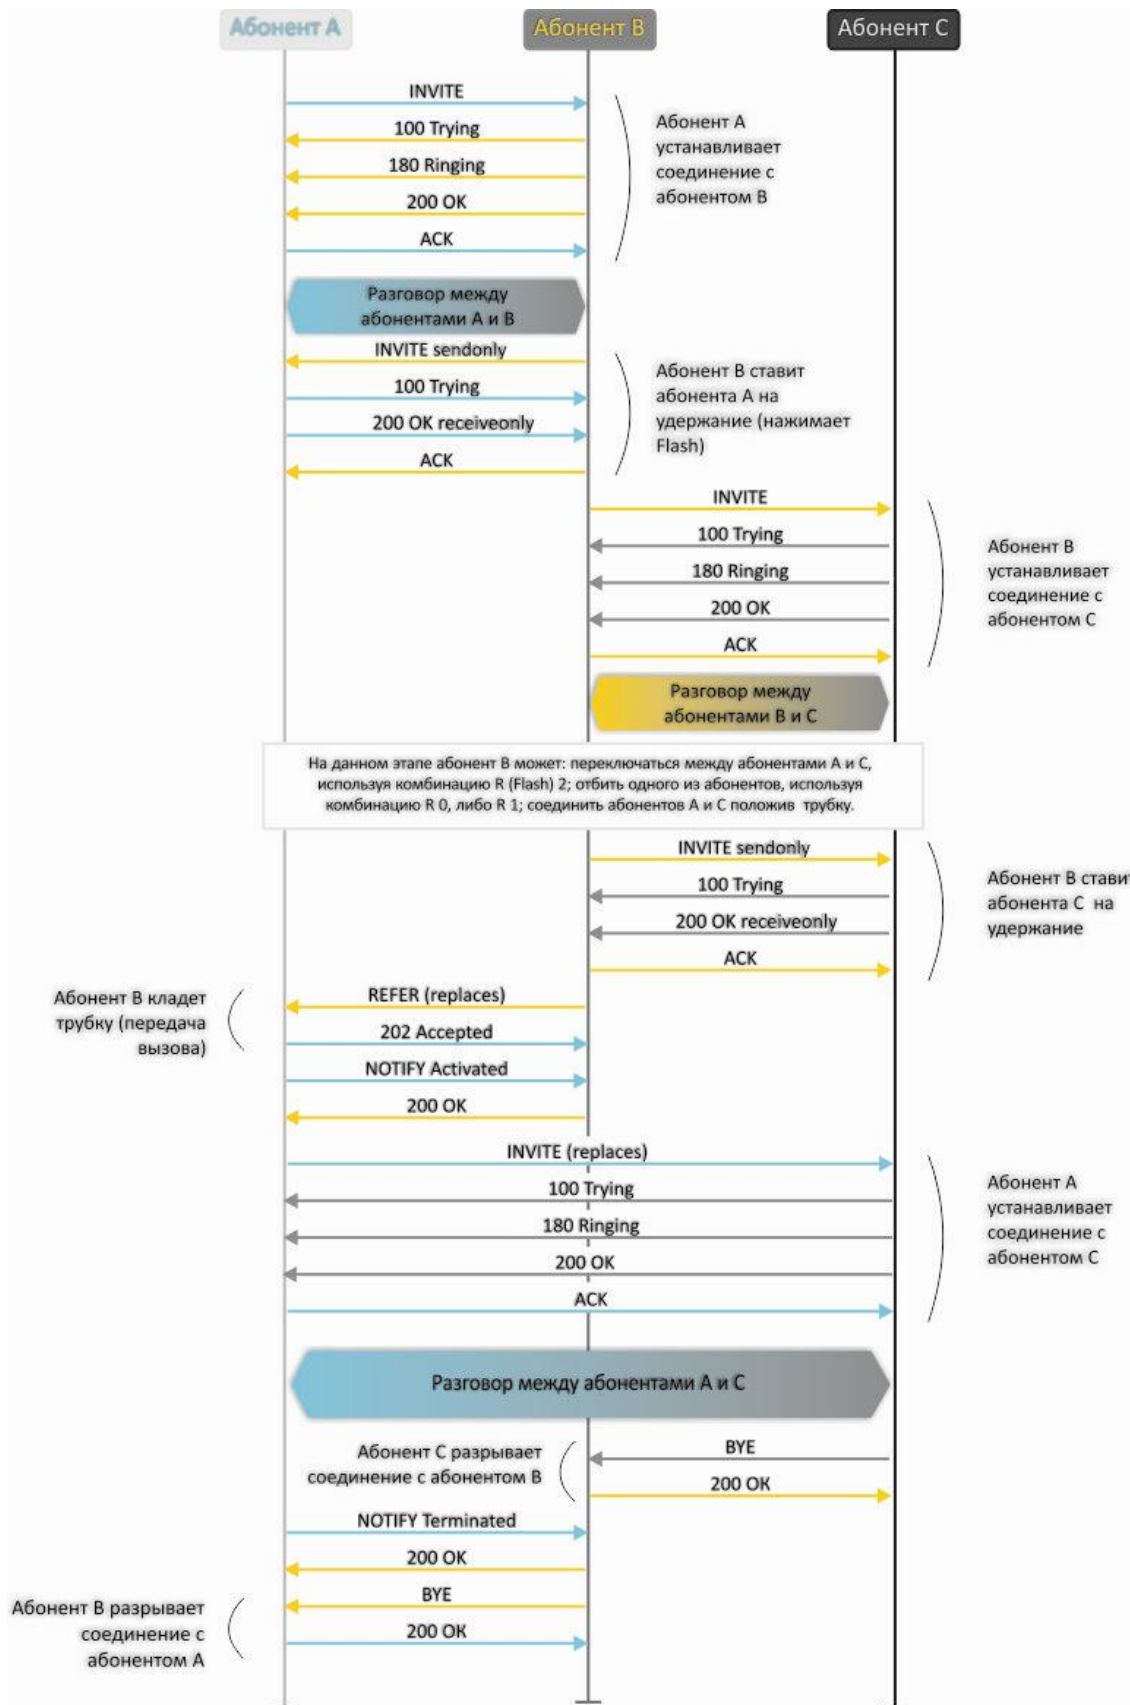 Абонент А
Абонент В
Абонент С
INVITE
100 Trying
180 Ringing
200 OK
ACK
Абонент А
устанавливает
соединение с
абонентом В
Разговор между
абонентами А и В
INVITE sendonly
100 Trying
200 OK receiveonly
ACK
Абонент В ставит
абонента А на
удержание (нажимает
Flash)
INVITE
100 Trying
180 Ringing
200 OK
ACK
Абонент В
устанавливает
соединение с
абонентом С
Разговор между
абонентами В и С
На данном этапе абонент В может: переключаться между абонентами А и С,
используя комбинацию R (Flash) 2; отбить одного из абонентов, используя
комбинацию R 0, либо R 1; соединить абонентов А и С положив трубку.
INVITE sendonly
100 Trying
200 OK receiveonly
ACK
Абонент В ставит
абонента С на
удержание
Абонент В кладет
трубку (передача
вызова)
REFER (replaces)
202 Accepted
NOTIFY Activated
200 OK
INVITE (replaces)
100 Trying
180 Ringing
200 OK
ACK
Абонент А
устанавливает
соединение с
абонентом С
Разговор между абонентами А и С
Абонент С разрывает
соединение с абонентом В
BYE
200 OK
NOTIFY Terminated
200 OK
BYE
200 OK
Абонент В разрывает
соединение с
абонентом А